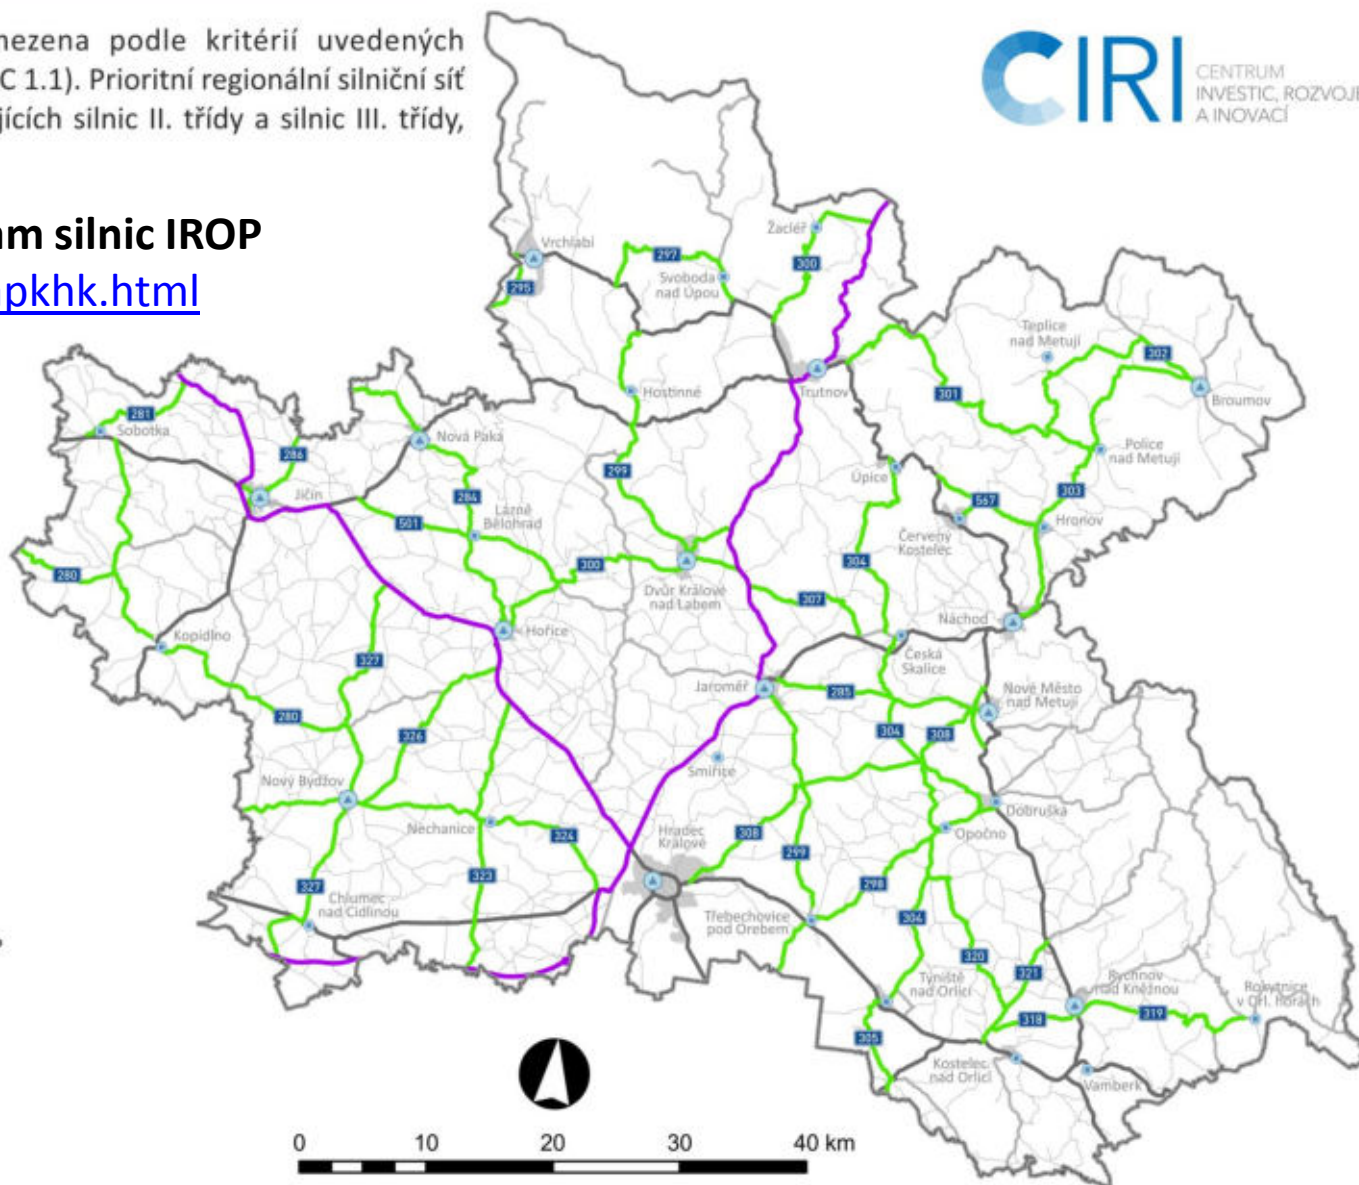 mezena podle kritérií uvedených
C 1.1). Prioritní regionální silniční síť
jících silnic II. třídy a silnic III. třídy,
CIRI
CENTRUM
INVESTIC, ROZVOJE
A INOVACÍ
am silnic IROP
apkhk.html
Vrchlabí
295
297
Svoboda
nad Úpou
Žacléř
300
Trutnov
Hostinné
299
Teplice
nad Metují
302
301
Broumov
Police
nad Metují
303
567
Hronov
Červený
Kostelec
Úpice
304
281
Sobotka
286
Nová Paka
Jičín
284
501
Lázně
Bělohrad
280
300
Dvůr Králové
nad Labem
307
Náchod
Kopidlno
Hořice
327
Česká
Skalice
Jaroměř
285
Nové Město
nad Metují
280
326
304
308
Smiřice
Nový Bydžov
Nechanice
324
Hradec
Králové
308
299
Dobruška
Opočno
327
323
298
Chlumec
nad Cidlinou
Třebechovice
pod Orebem
304
320
321
Týniště
nad Orlicí
Rychnov
nad Kněžnou
Rokytnice
v Orl. horách
318
319
305
Kostelec
nad Orlicí
Vamberk
0 10 20 30 40 km